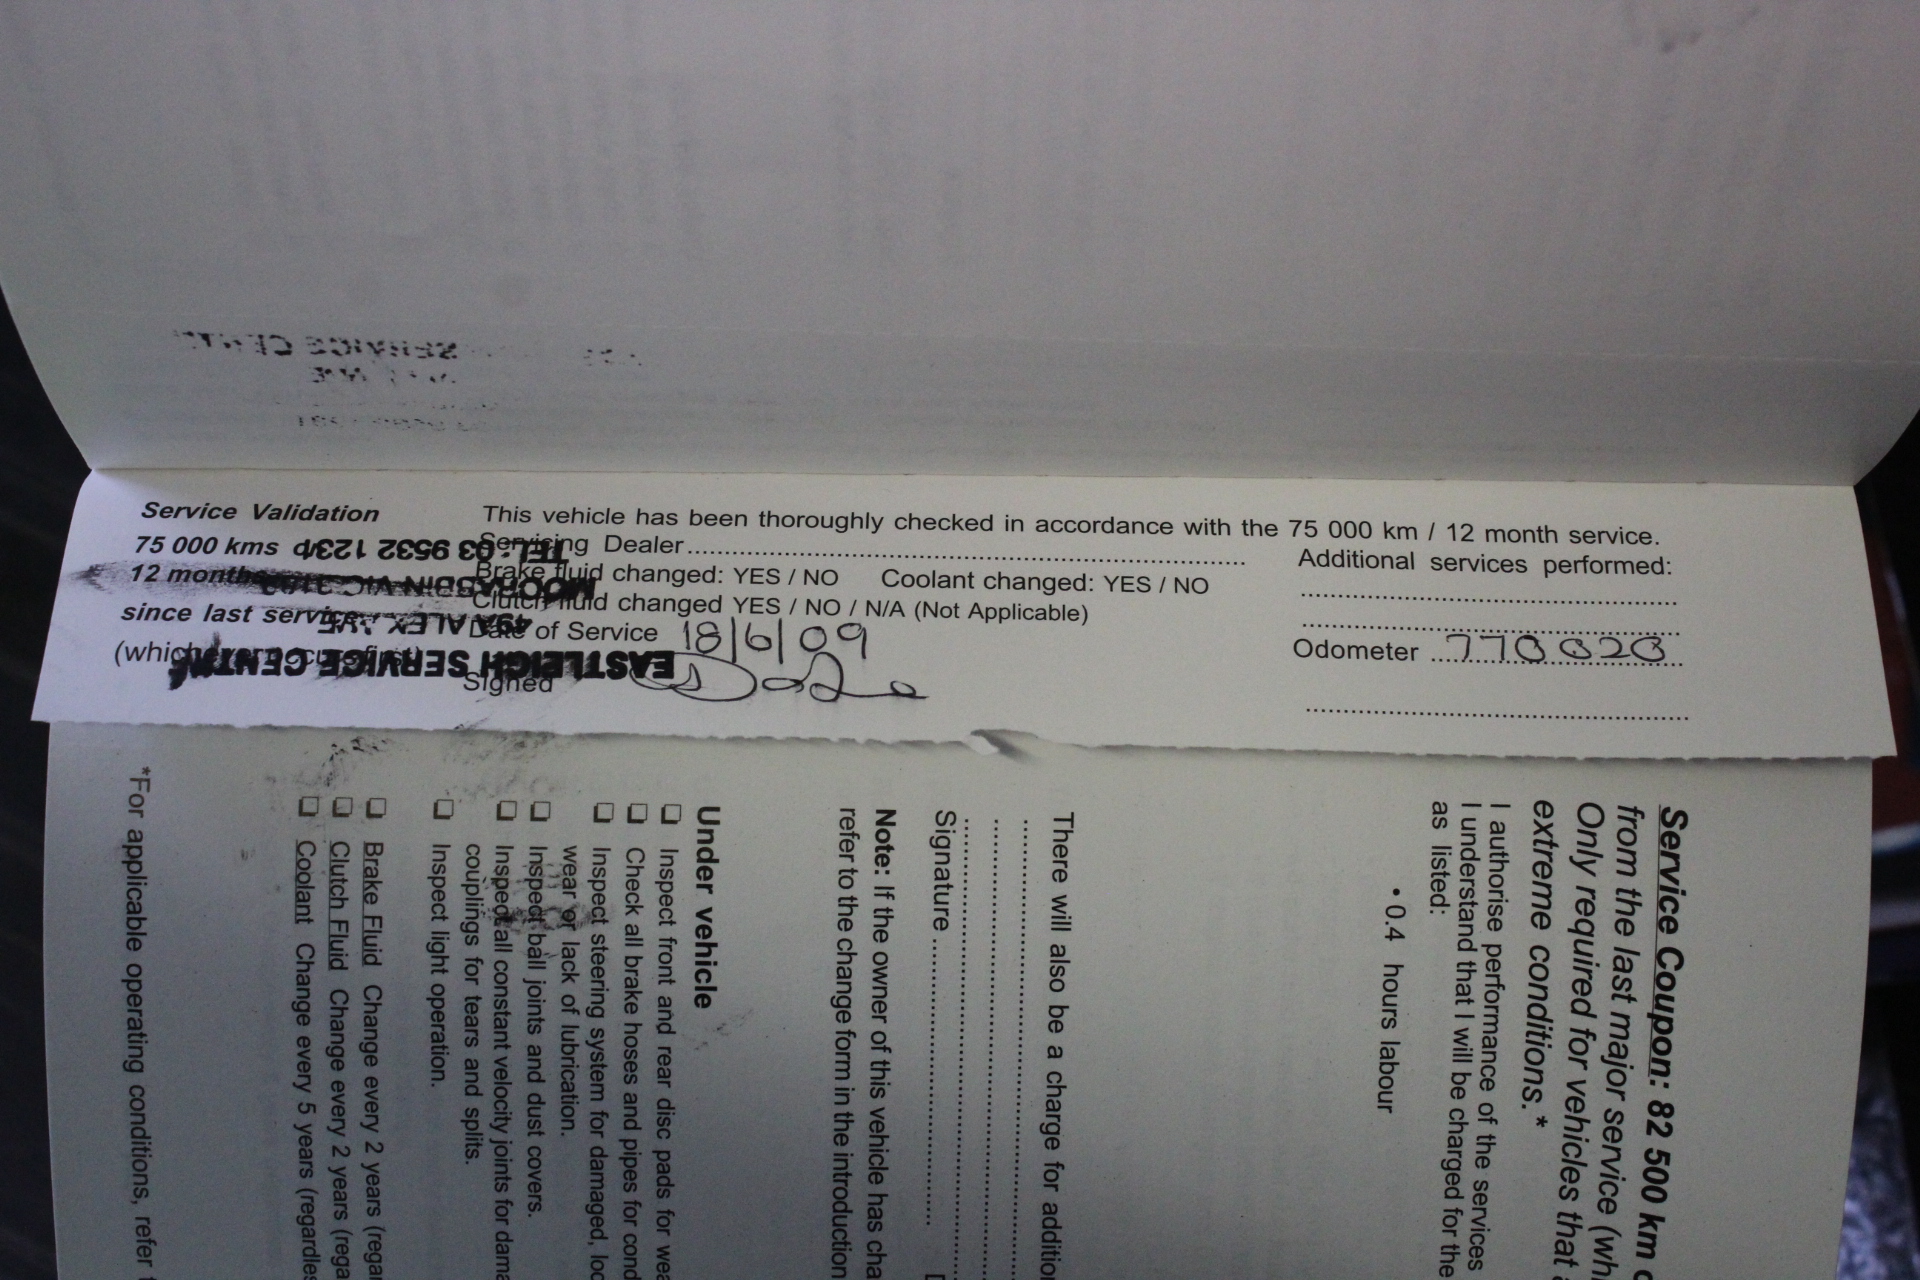 Service Validation
75 000 kms
12 months
since last service
This vehicle has been thoroughly checked in accordance with the 75 000 km / 12 month service.
Servicing Dealer
Brake fluid changed: YES / NO Coolant changed: YES / NO
Clutch fluid changed YES / NO / N/A (Not Applicable)
Date of Service 18/6/09
Signed
Additional services performed:
Odometer 770020
EASTLEIGH SERVICE
49A ALEX AVE
MOORABBIN VIC
TEL: 03 9532 123
Service Coupon: 82 500 km
from the last major service
Only required for vehicles that
extreme conditions.*
I authorise performance of the services
I understand that I will be charged for the
as listed:
• 0.4 hours labour
There will also be a charge for
Signature
Note: If the owner of this vehicle has
refer to the change form in the introduction
Under vehicle
❑ Inspect front and rear disc pads for
❑ Check all brake hoses and pipes for
❑ Inspect steering system for damaged,
wear or lack of lubrication.
❑ Inspect ball joints and dust covers.
❑ Inspect all constant velocity joints for
couplings for tears and splits.
❑ Inspect light operation.
❑ Brake Fluid Change every 2 years
❑ Clutch Fluid Change every 2 years
❑ Coolant Change every 5 years
*For applicable operating conditions, refer